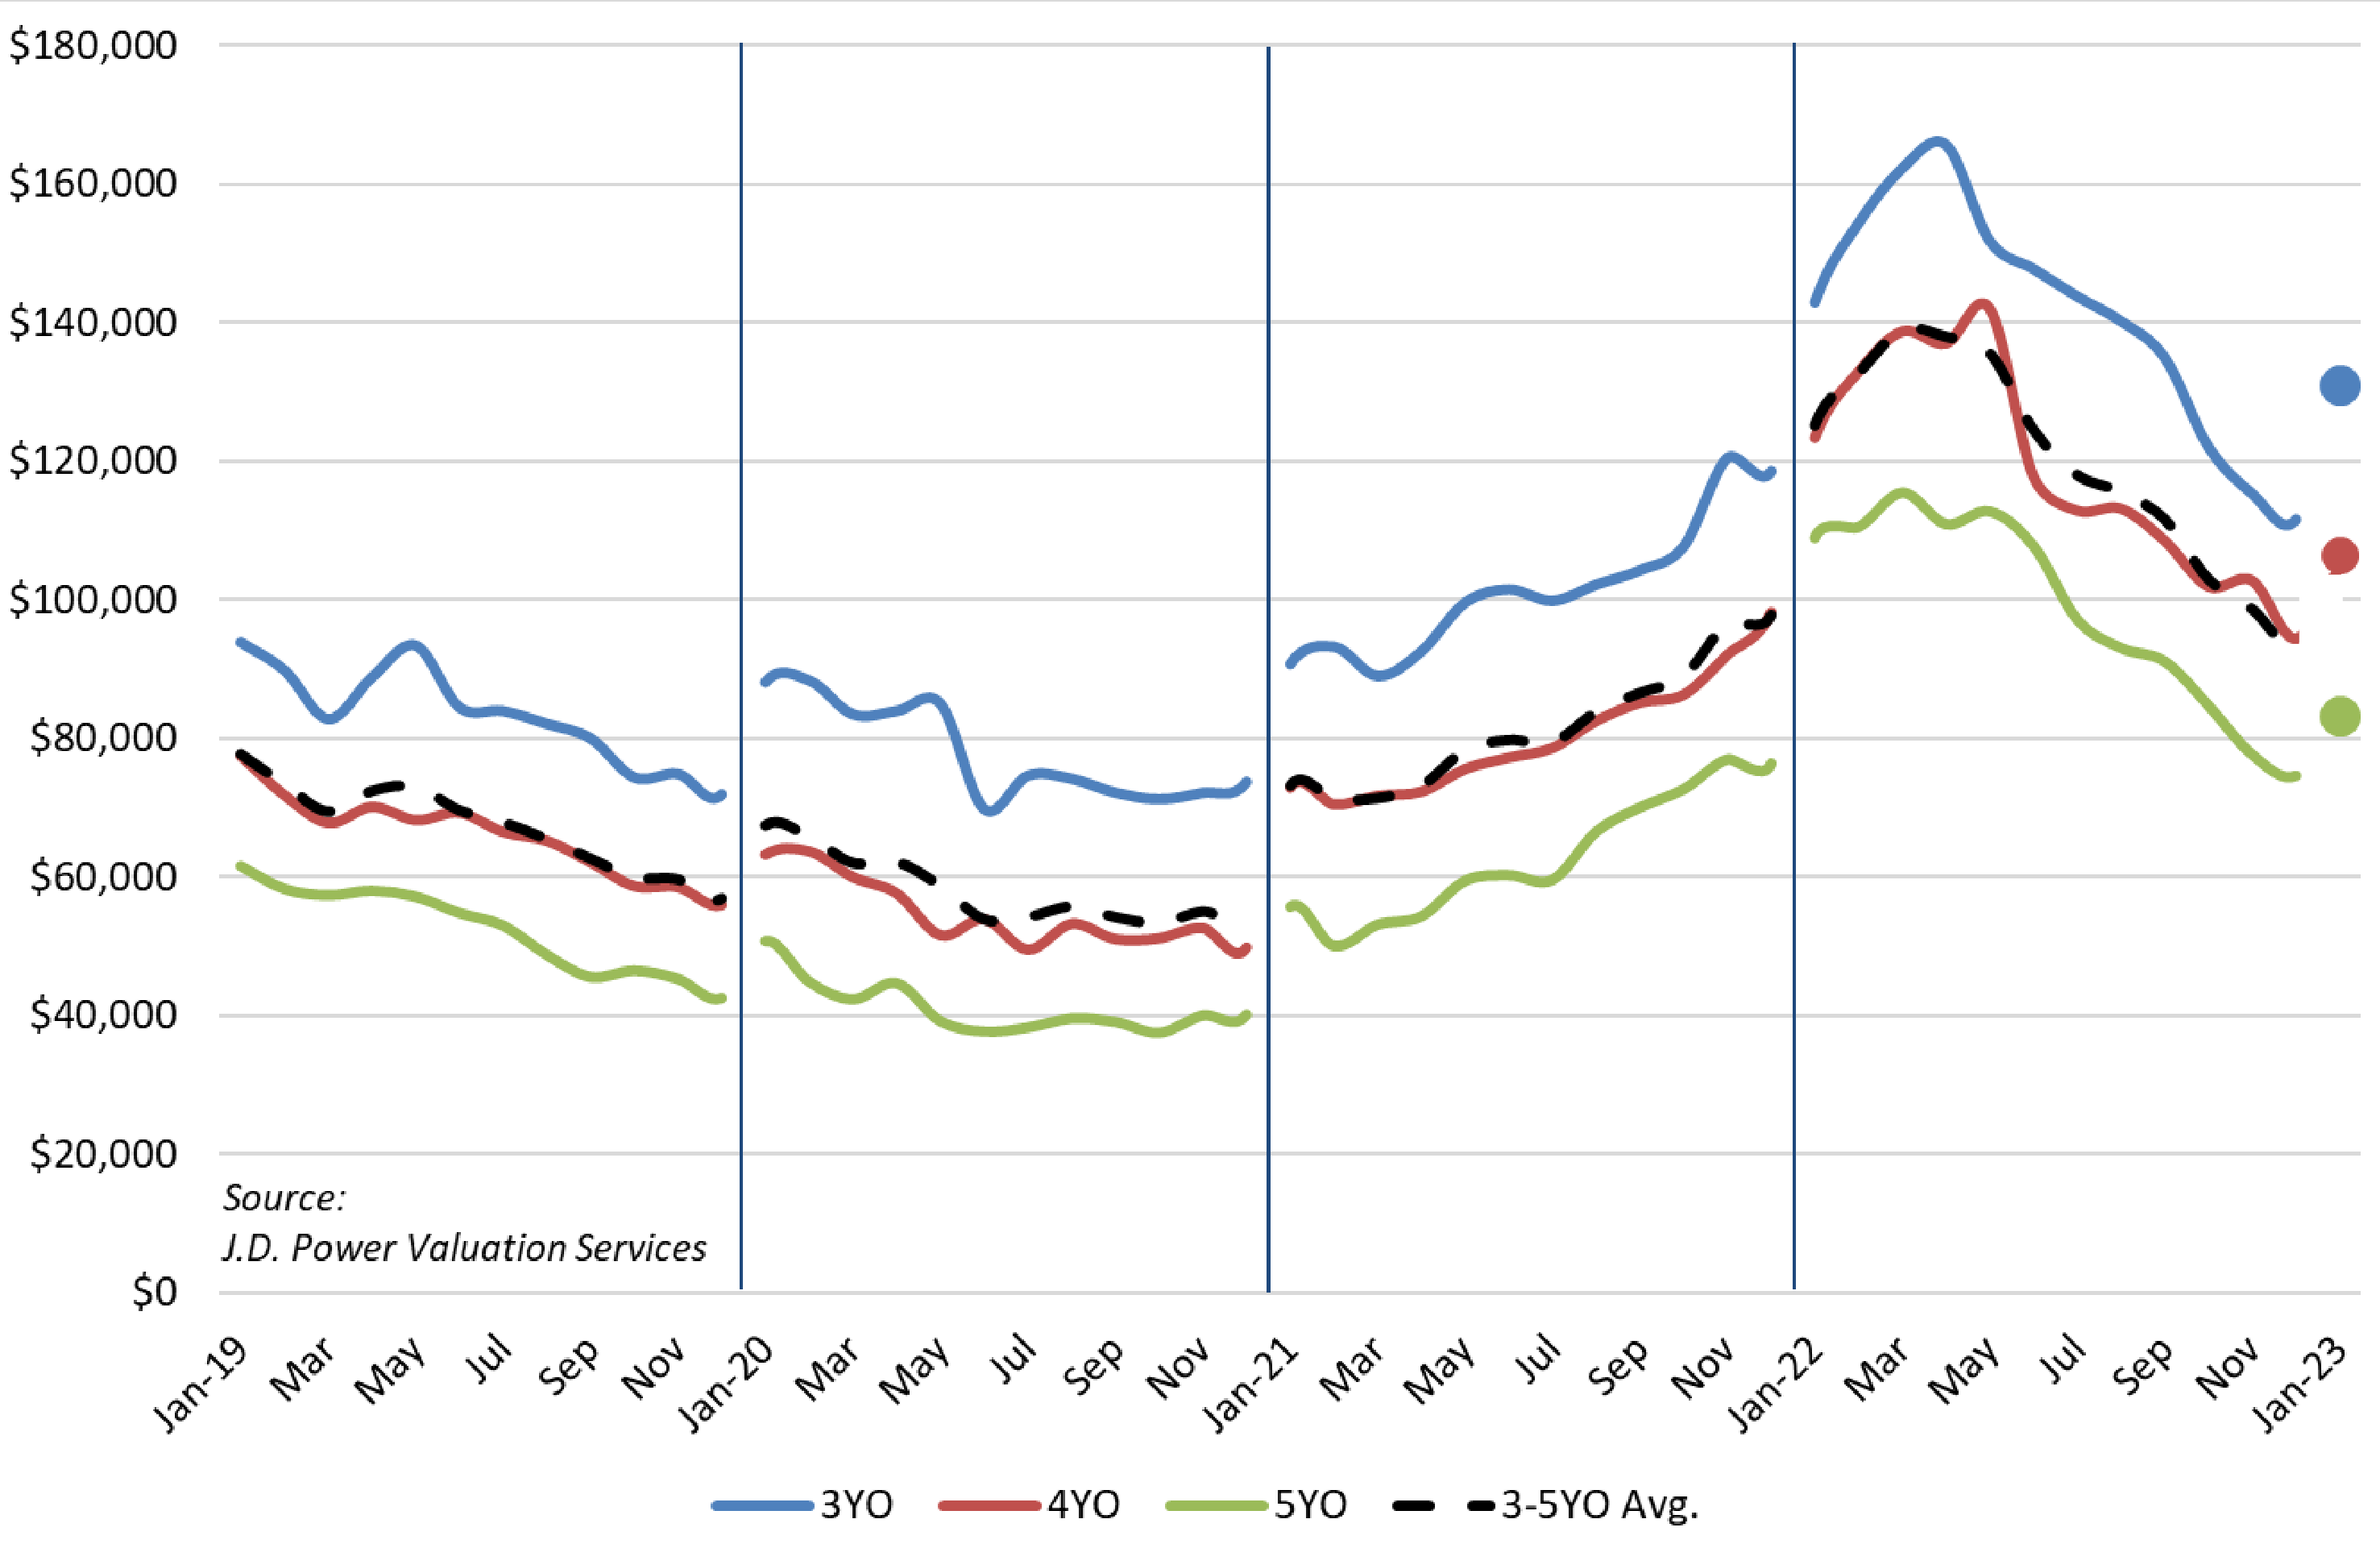 $180,000
$160,000
$140,000
$120,000
$100,000
$80,000
$60,000
$40,000
$20,000
$0
Source:
J.D. Power Valuation Services
Jan-19 Mar May Jul Sep Nov Jan-20 Mar May Jul Sep Nov Jan-21 Mar May Jul Sep Nov Jan-22 Mar May Jul Sep Nov Jan-23
3YO 4YO 5YO 3-5YO Avg.